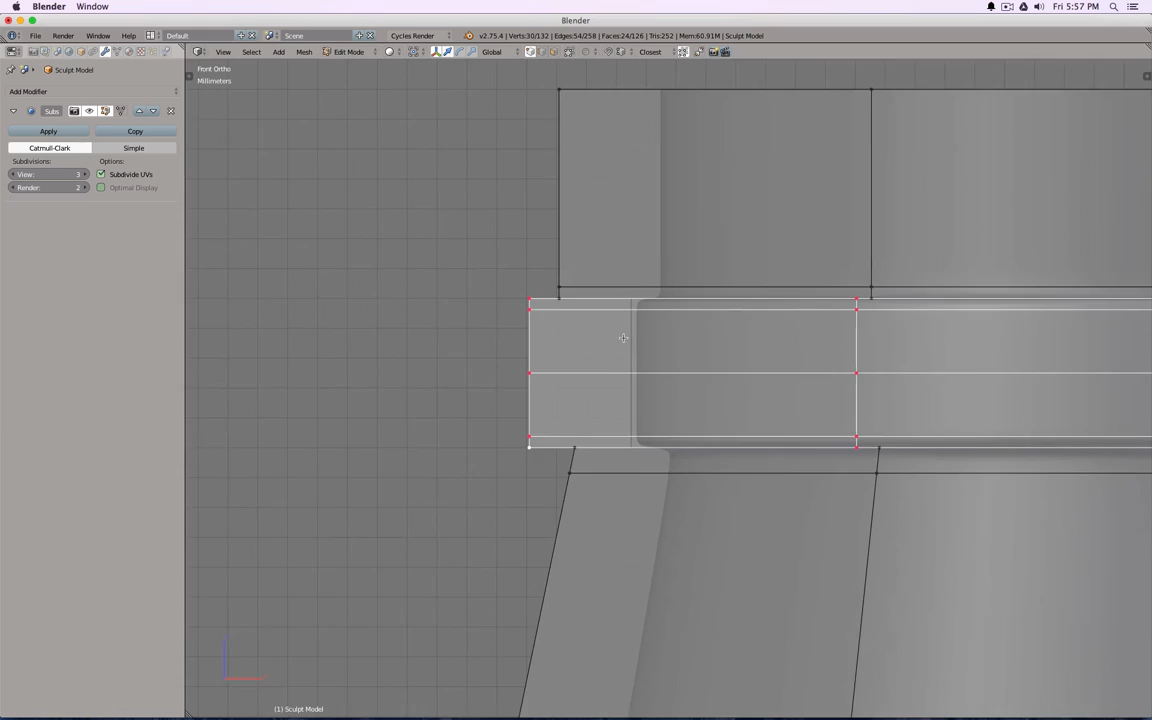 Blender Window Fri 5:57 PM
Blender
File Render Window Help Default Scene Cycles Render v2.75.4 | Verts:30/132 | Edges:54/258 | Faces:24/126 | Tris:252 | Mem:60.91M | Sculpt Model
View Select Add Mesh Edit Mode Global Closest
Sculpt Model
Front Ortho
Millimeters
Add Modifier
Subs
Apply Copy
Catmull-Clark Simple
Subdivisions: Options:
View: 3 Subdivide UVs
Render: 2 Optimal Display
(1) Sculpt Model